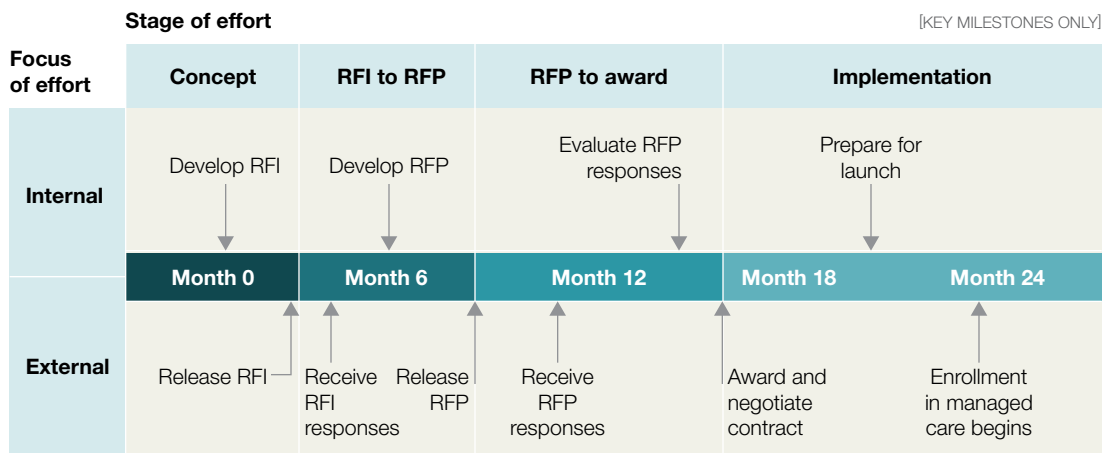 Stage of effort
[KEY MILESTONES ONLY]
Focus
of effort
Concept
RFI to RFP
RFP to award
Implementation
Internal
Develop RFI
Develop RFP
Evaluate RFP
responses
Prepare for
launch
Month 0
Month 6
Month 12
Month 18
Month 24
External
Release RFI
Receive
RFI
responses
Release
RFP
Receive
RFP
responses
Award and
negotiate
contract
Enrollment
in managed
care begins